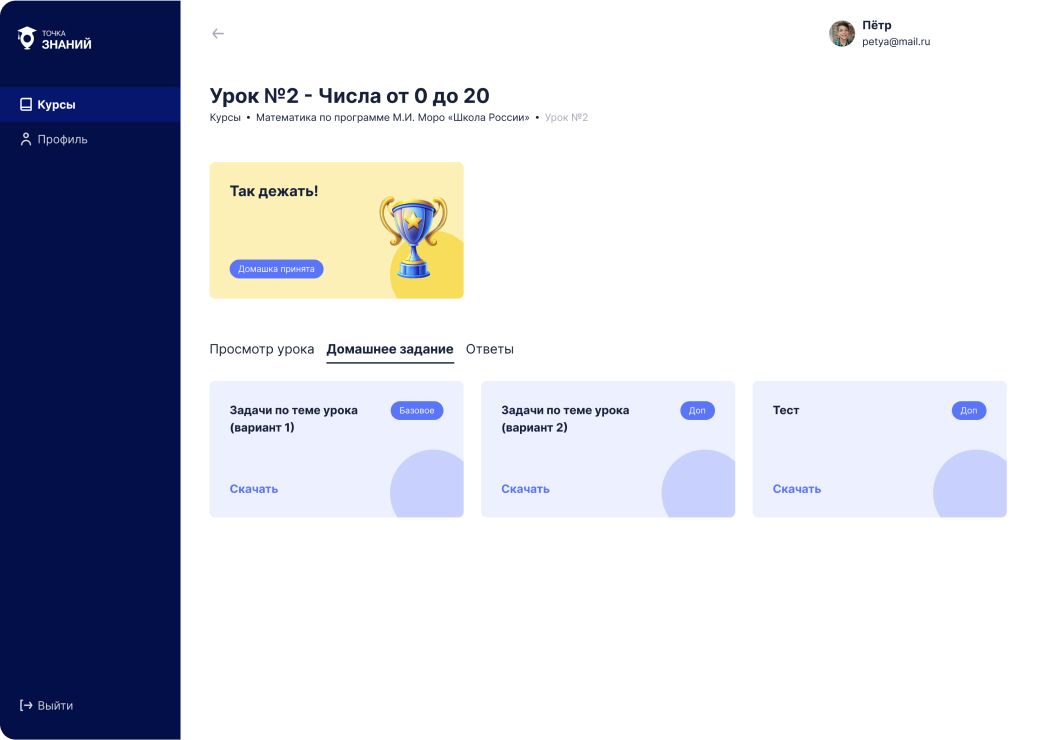 ТОЧКА
ЗНАНИЙ
Курсы
Профиль
Выйти
Пётр
petya@mail.ru
Урок №2 - Числа от 0 до 20
Курсы • Математика по программе М.И. Моро «Школа России» • Урок №2
Так дежать!
Домашка принята
Просмотр урока Домашнее задание Ответы
Задачи по теме урока
(вариант 1)
Базовое
Скачать
Задачи по теме урока
(вариант 2)
Доп
Скачать
Тест
Доп
Скачать